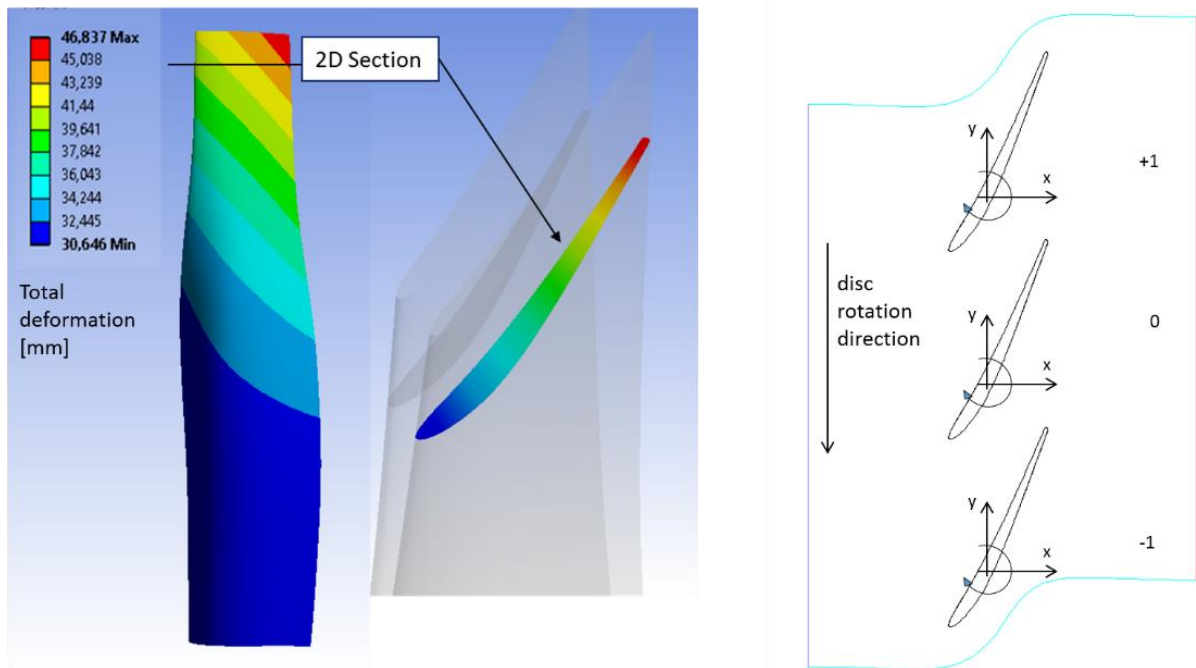 46,837 Max
45,038
43,239
41,44
39,641
37,842
36,043
34,244
32,445
30,646 Min
Total
deformation
[mm]
2D Section
y
x
+1
disc
rotation
direction
y
x
0
y
x
-1